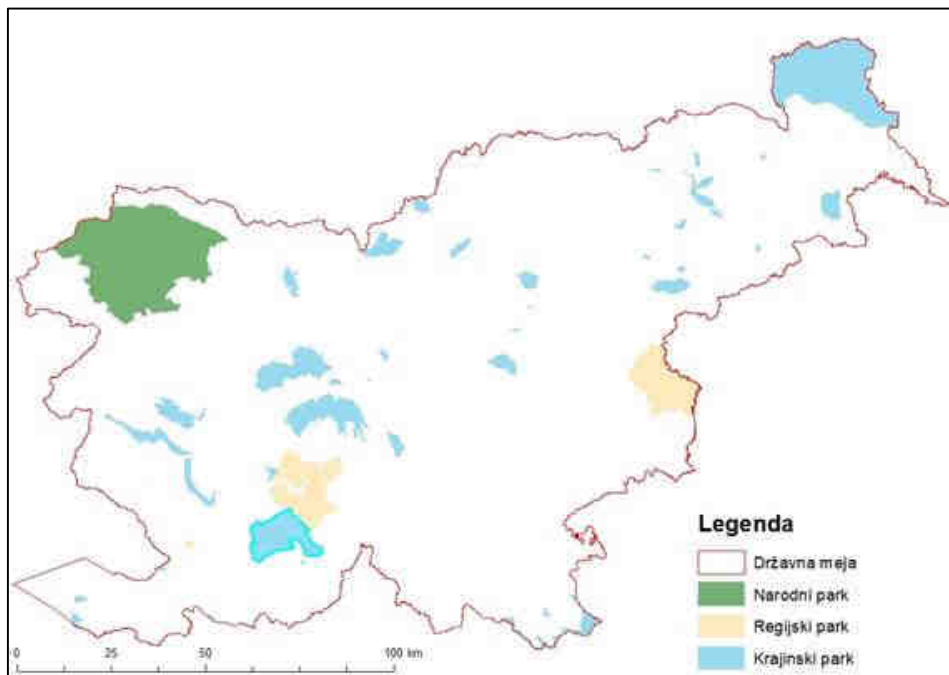 Legenda
Državna meja
Narodni park
Regijski park
Krajinski park
0 25 50 100 km